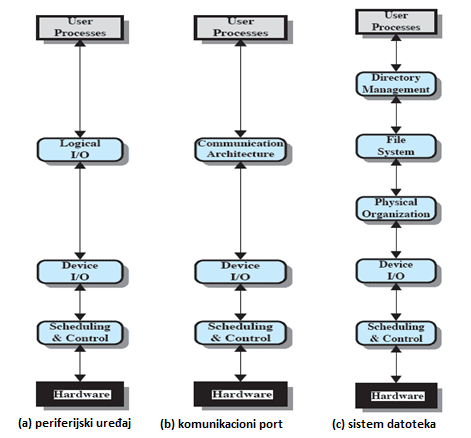 User
Processes
Logical
I/O
Device
I/O
Scheduling
& Control
Hardware
(a) periferijski uređaj
User
Processes
Communication
Architecture
Device
I/O
Scheduling
& Control
Hardware
(b) komunikacioni port
User
Processes
Directory
Management
File
System
Physical
Organization
Device
I/O
Scheduling
& Control
Hardware
(c) sistem datoteka